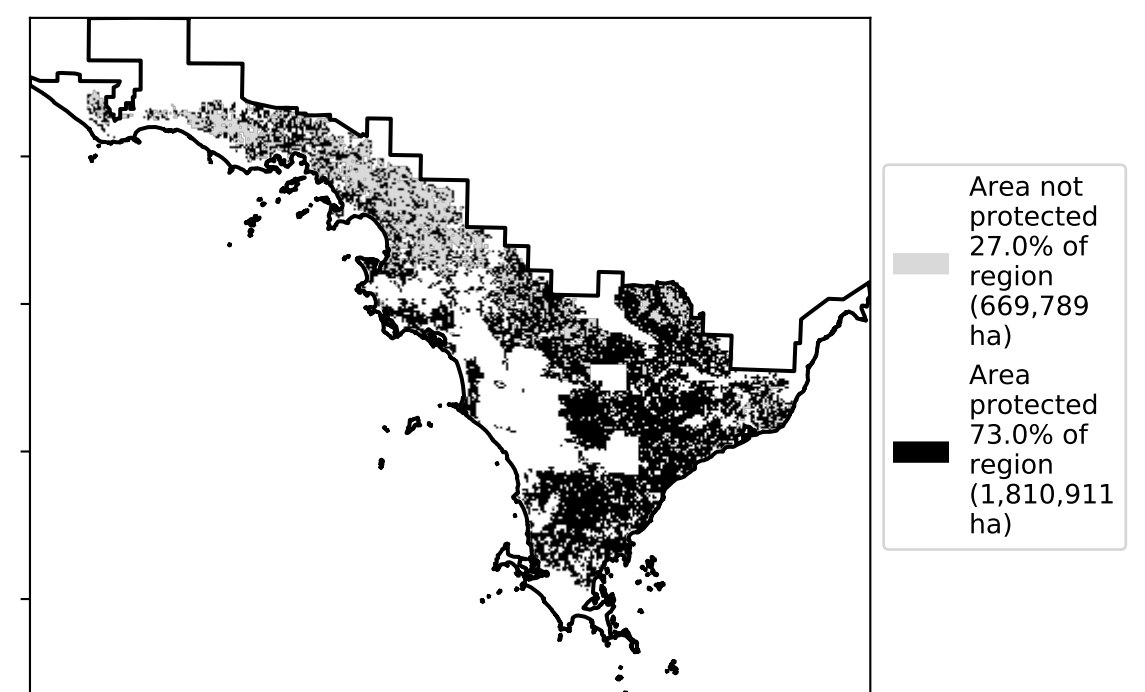 Area not
protected
27.0% of
region
(669,789
ha)
Area
protected
73.0% of
region
(1,810,911
ha)